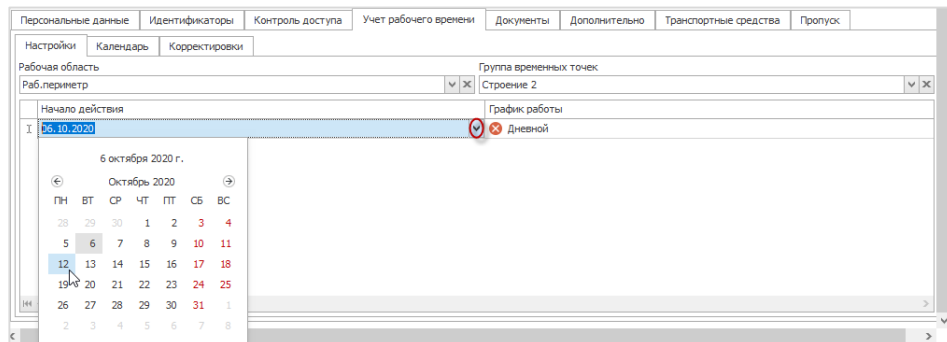 Персональные данные Идентификаторы Контроль доступа Учет рабочего времени Документы Дополнительно Транспортные средства Пропуск
Настройки Календарь Корректировки
Рабочая область Группа временных точек
Раб.периметр Строение 2
Начало действия График работы
06.10.2020 Дневной
6 октября 2020 г.
Октябрь 2020
ПН ВТ СР ЧТ ПТ СБ ВС
28 29 30 1 2 3 4
5 6 7 8 9 10 11
12 13 14 15 16 17 18
19 20 21 22 23 24 25
26 27 28 29 30 31 1
2 3 4 5 6 7 8